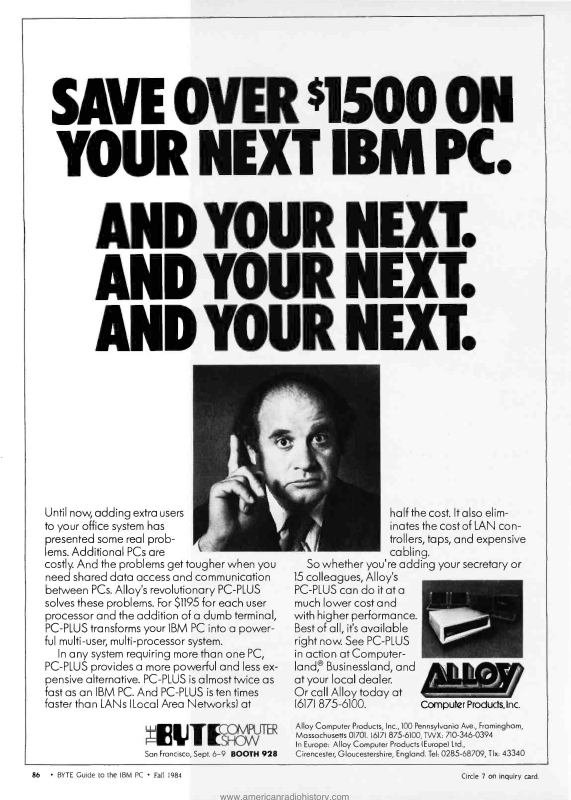 SAVE OVER $1500 ON
YOUR NEXT IBM PC.
AND YOUR NEXT.
AND YOUR NEXT.
AND YOUR NEXT.
Until now, adding extra users
to your office system has
presented some real prob-
lems. Additional PCs are
costly. And the problems get tougher when you
need shared data access and communication
between PCs. Alloy's revolutionary PC-PLUS
solves these problems. For $1195 for each user
processor and the addition of a dumb terminal,
PC-PLUS transforms your IBM PC into a power-
ful multi-user, multi-processor system.
In any system requiring more than one PC,
PC-PLUS provides a more powerful and less ex-
pensive alternative. PC-PLUS is almost twice as
fast as an IBM PC. And PC-PLUS is ten times
faster than LANs (Local Area Networks) at
half the cost. It also elim-
inates the cost of LAN con-
trollers, taps, and expensive
cabling.
So whether you're adding your secretary or
15 colleagues, Alloy's
PC-PLUS can do it at a
much lower cost and
with higher performance.
Best of all, it's available
right now. See PC-PLUS
in action at Computer-
land,® Businessland, and
at your local dealer.
Or call Alloy today at
(617) 875-6100.
ALLOY
Computer Products, Inc.
THE BYTE COMPUTER
SHOW
San Francisco, Sept. 6-9 BOOTH 928
Alloy Computer Products, Inc., 100 Pennsylvania Ave., Framingham,
Massachusetts 01701. (617) 875-6100, TWX: 710-346-0394
In Europe: Alloy Computer Products (Europe) Ltd.,
Cirencester, Gloucestershire, England. Tel: 0285-68709, Tlx: 43340
86 • BYTE Guide to the IBM PC • Fall 1984
Circle 7 on inquiry card.
www.americanradiohistory.com